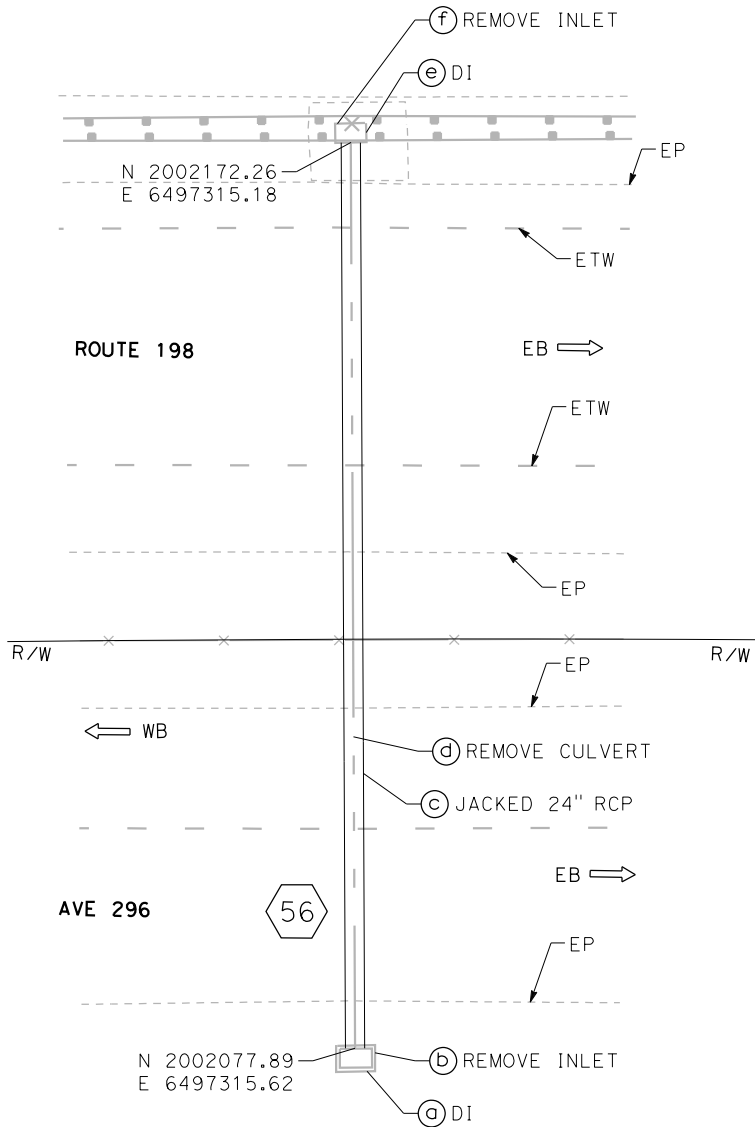 f REMOVE INLET
e DI
EP
N 2002172.26
E 6497315.18
ETW
ROUTE 198
EB
ETW
EP
R/W
R/W
EP
WB
d REMOVE CULVERT
c JACKED 24" RCP
EB
AVE 296
56
EP
N 2002077.89
E 6497315.62
b REMOVE INLET
a DI